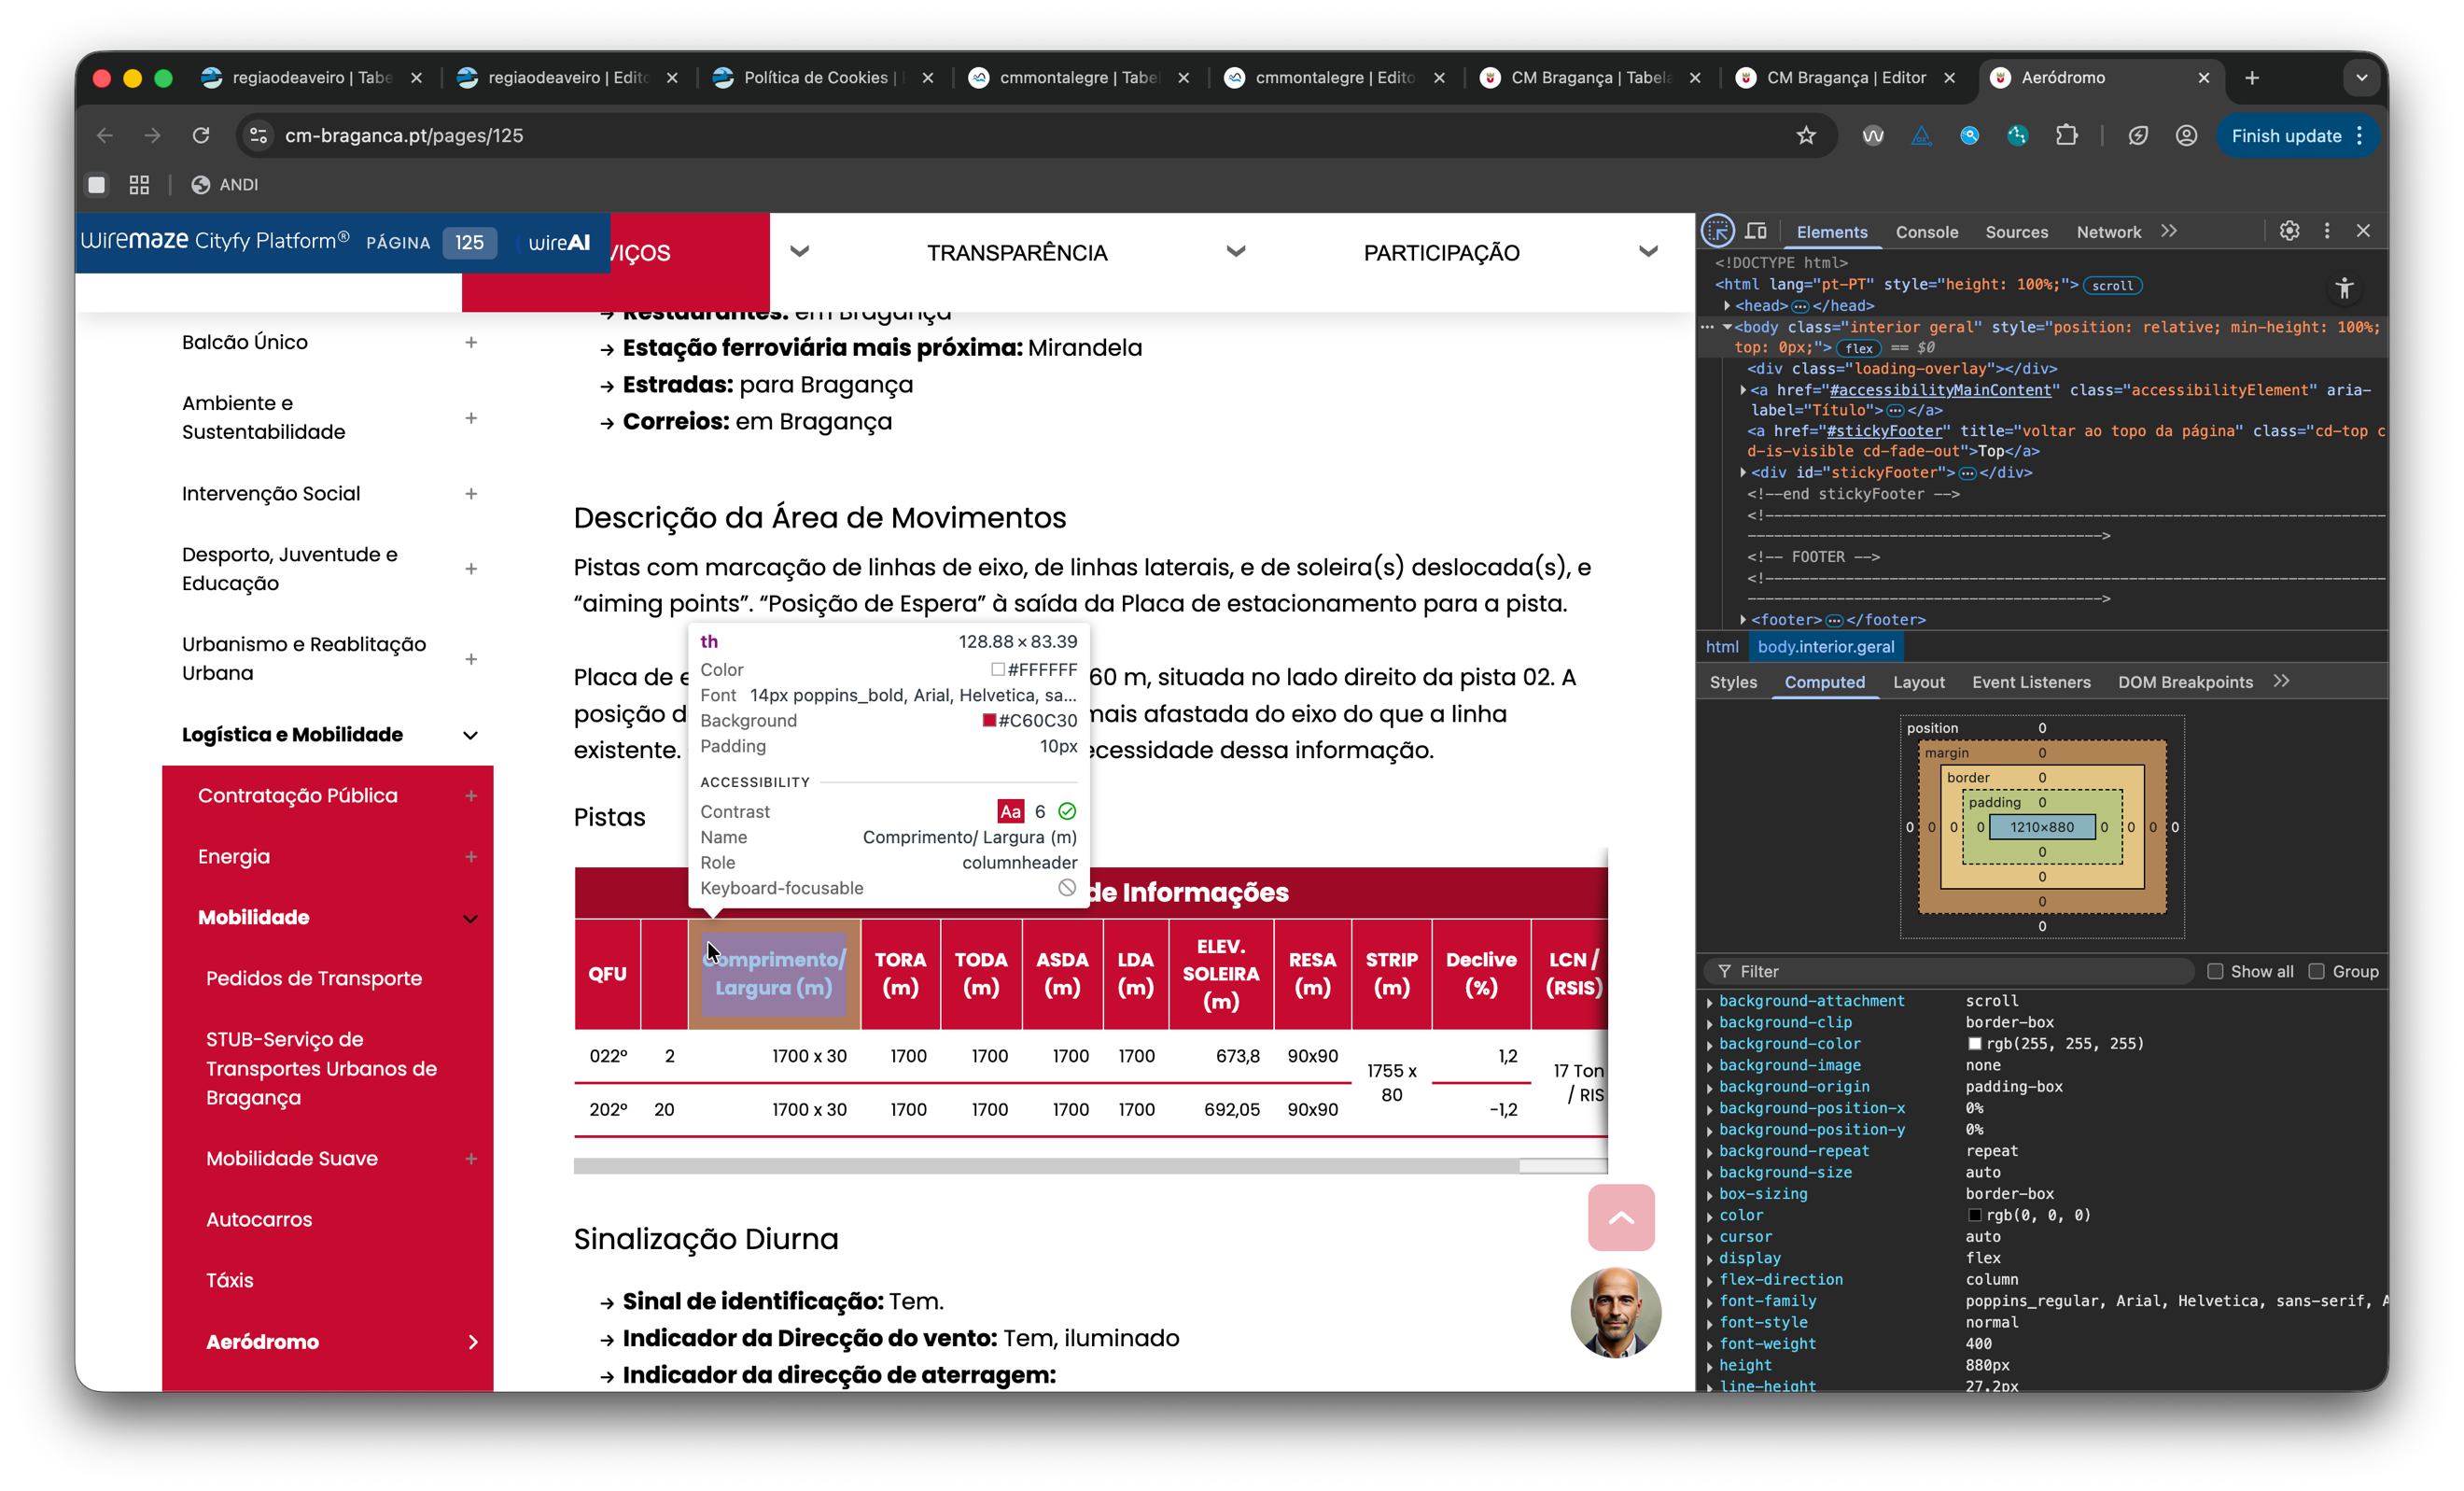 regiaodeaveiro | Tabe
regiaodeaveiro | Edito
Política de Cookies |
cmmontalegre | Tabel
cmmontalegre | Edito
CM Bragança | Tabela
CM Bragança | Editor
Aeródromo
cm-braganca.pt/pages/125
Finish update
ANDI
wiremaze Cityfy Platform® PÁGINA 125 wireAI
VIÇOS
TRANSPARÊNCIA
PARTICIPAÇÃO
Balcão Único
Ambiente e
Sustentabilidade
Intervenção Social
Desporto, Juventude e
Educação
Urbanismo e Reablitação
Urbana
Logística e Mobilidade
Contratação Pública
Energia
Mobilidade
Pedidos de Transporte
STUB-Serviço de
Transportes Urbanos de
Bragança
Mobilidade Suave
Autocarros
Táxis
Aeródromo
→ Restaurantes: em Bragança
→ Estação ferroviária mais próxima: Mirandela
→ Estradas: para Bragança
→ Correios: em Bragança
Descrição da Área de Movimentos
Pistas com marcação de linhas de eixo, de linhas laterais, e de soleira(s) deslocada(s), e
“aiming points”. “Posição de Espera” à saída da Placa de estacionamento para a pista.
Placa de e
60 m, situada no lado direito da pista 02. A
posição d
mais afastada do eixo do que a linha
existente.
ecessidade dessa informação.
Pistas
th 128.88 × 83.39
Color #FFFFFF
Font 14px poppins_bold, Arial, Helvetica, sa...
Background #C60C30
Padding 10px
ACCESSIBILITY
Contrast Aa 6
Name Comprimento/ Largura (m)
Role columnheader
Keyboard-focusable
de Informações
QFU
Comprimento/
Largura (m)
TORA
(m)
TODA
(m)
ASDA
(m)
LDA
(m)
ELEV.
SOLEIRA
(m)
RESA
(m)
STRIP
(m)
Declive
(%)
LCN /
(RSIS)
022º 2 1700 x 30 1700 1700 1700 1700 673,8 90x90 1755 x 80 1,2 17 Ton / RIS
202º 20 1700 x 30 1700 1700 1700 1700 692,05 90x90 -1,2
Sinalização Diurna
→ Sinal de identificação: Tem.
→ Indicador da Direcção do vento: Tem, iluminado
→ Indicador da direcção de aterragem:
Elements Console Sources Network
<!DOCTYPE html>
<html lang="pt-PT" style="height: 100%;"> scroll
<head> ⋯ </head>
<body class="interior geral" style="position: relative; min-height: 100%;
top: 0px;"> flex == $0
<div class="loading-overlay"></div>
<a href="#accessibilityMainContent" class="accessibilityElement" aria-
label="Título"> ⋯ </a>
<a href="#stickyFooter" title="voltar ao topo da página" class="cd-top c
d-is-visible cd-fade-out">Top</a>
<div id="stickyFooter"> ⋯ </div>
<!--end stickyFooter -->
<!-- FOOTER -->
<footer> ⋯ </footer>
html body.interior.geral
Styles Computed Layout Event Listeners DOM Breakpoints
position 0
margin 0
border 0
padding 0
0 0 0 0 1210×880 0 0 0 0
0
0
0
0
Filter Show all Group
background-attachment scroll
background-clip border-box
background-color rgb(255, 255, 255)
background-image none
background-origin padding-box
background-position-x 0%
background-position-y 0%
background-repeat repeat
background-size auto
box-sizing border-box
color rgb(0, 0, 0)
cursor auto
display flex
flex-direction column
font-family poppins_regular, Arial, Helvetica, sans-serif, A
font-style normal
font-weight 400
height 880px
line-height 27.2px